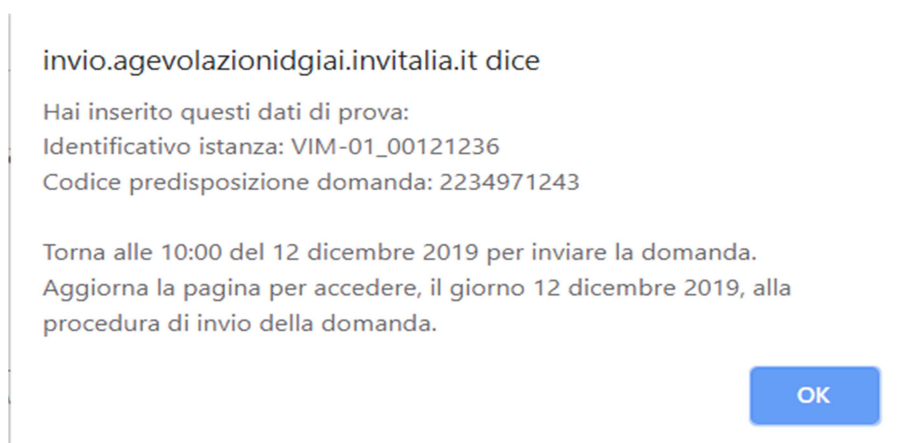 invio.agevolazionidgiai.invitalia.it dice
Hai inserito questi dati di prova:
Identificativo istanza: VIM-01_00121236
Codice predisposizione domanda: 2234971243
Torna alle 10:00 del 12 dicembre 2019 per inviare la domanda.
Aggiorna la pagina per accedere, il giorno 12 dicembre 2019, alla
procedura di invio della domanda.
OK